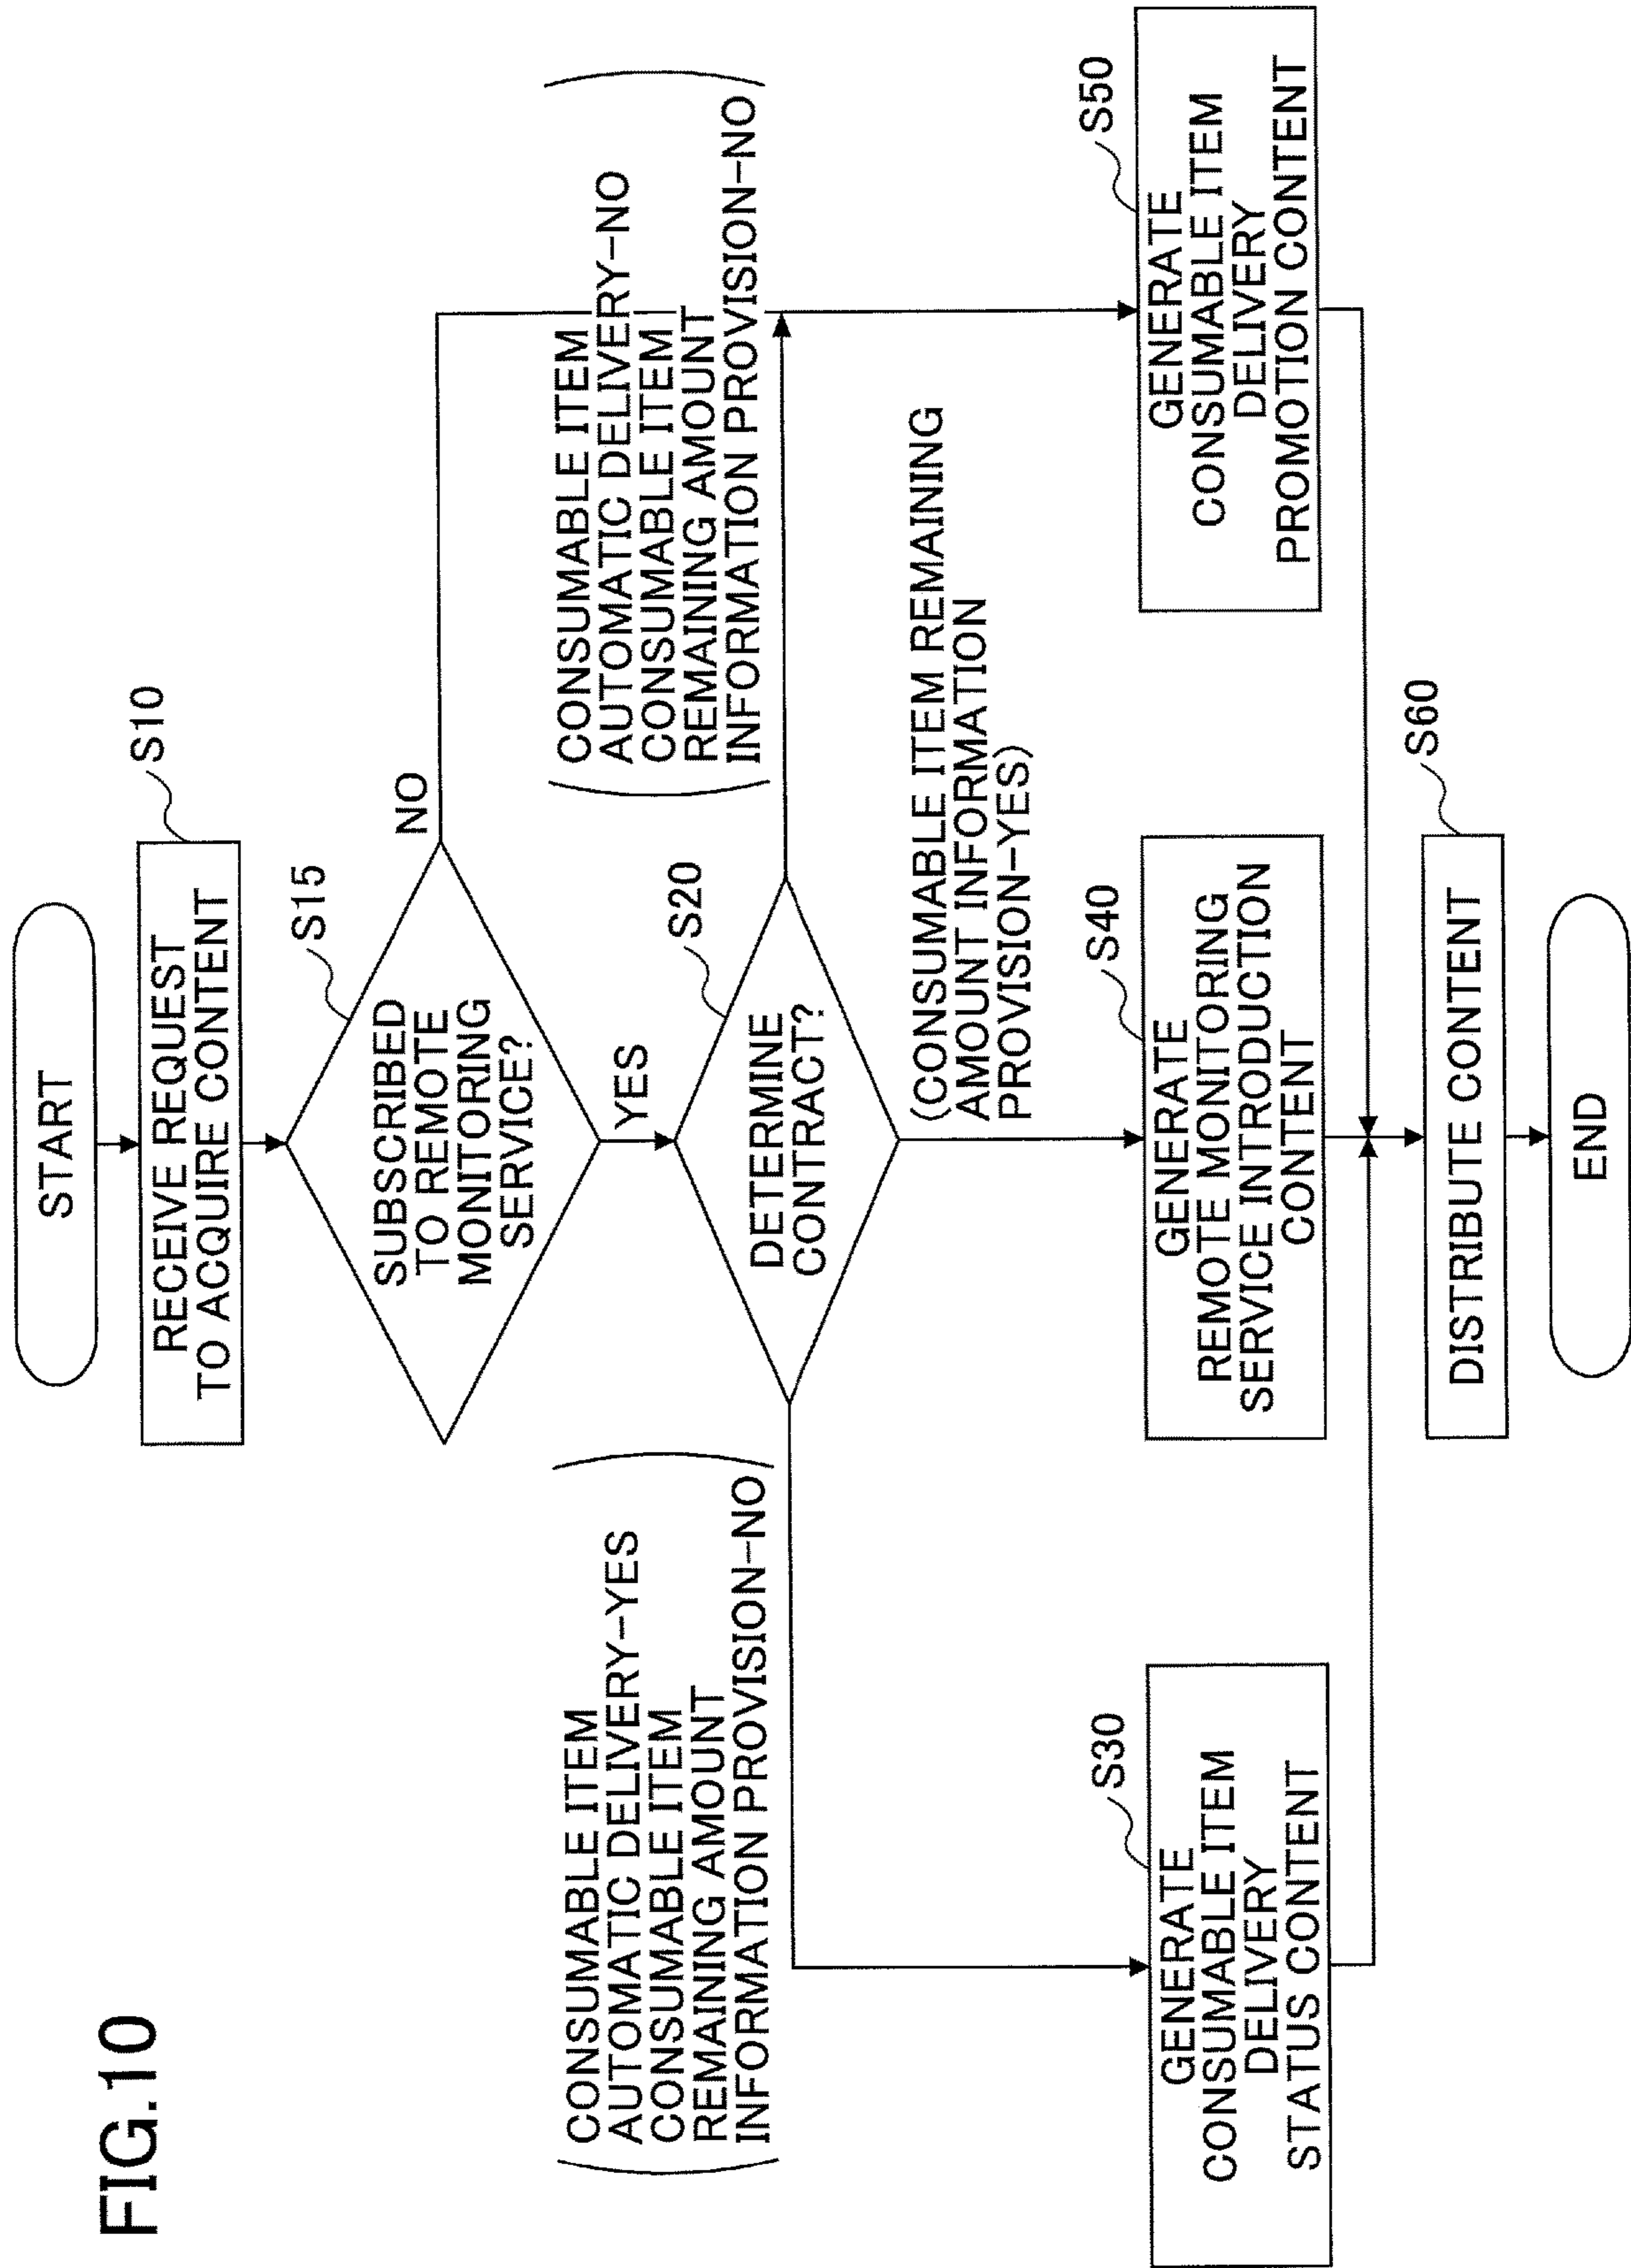 FIG.10
START
RECEIVE REQUEST
TO ACQUIRE CONTENT
S10
SUBSCRIBED
TO REMOTE
MONITORING
SERVICE?
S15
NO
YES
DETERMINE
CONTRACT?
S20
CONSUMABLE ITEM
AUTOMATIC DELIVERY-YES
CONSUMABLE ITEM
REMAINING AMOUNT
INFORMATION PROVISION-NO
CONSUMABLE ITEM
AUTOMATIC DELIVERY-NO
CONSUMABLE ITEM
REMAINING AMOUNT
INFORMATION PROVISION-NO
(CONSUMABLE ITEM REMAINING
AMOUNT INFORMATION
PROVISION-YES)
GENERATE
CONSUMABLE ITEM
DELIVERY
STATUS CONTENT
S30
GENERATE
REMOTE MONITORING
SERVICE INTRODUCTION
CONTENT
S40
GENERATE
CONSUMABLE ITEM
DELIVERY
PROMOTION CONTENT
S50
DISTRIBUTE CONTENT
S60
END